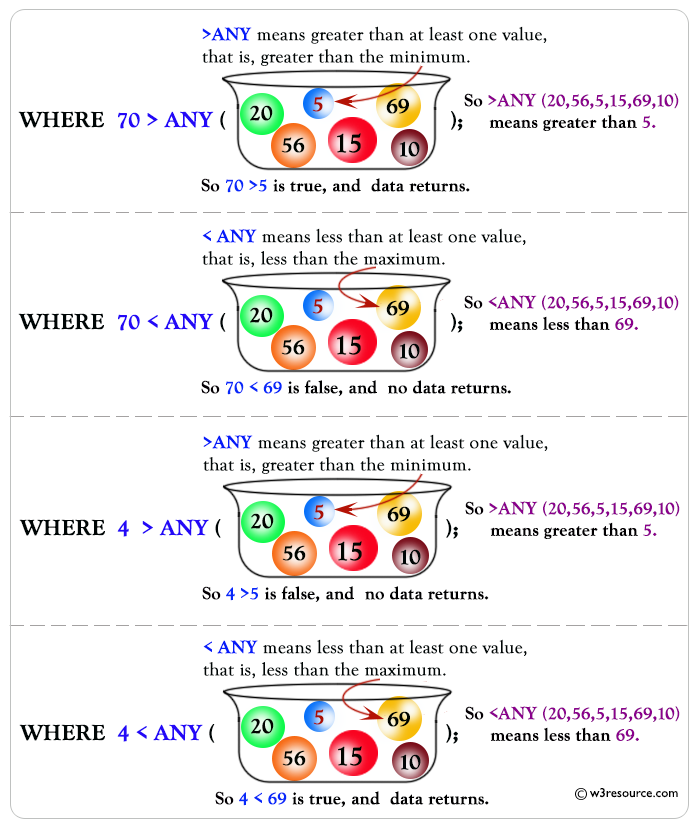 >ANY means greater than at least one value,
that is, greater than the minimum.
WHERE 70 > ANY (
20
5
69
56
15
10
);
So >ANY (20,56,5,15,69,10)
means greater than 5.
So 70 >5 is true, and data returns.
< ANY means less than at least one value,
that is, less than the maximum.
WHERE 70 < ANY (
20
5
69
56
15
10
);
So <ANY (20,56,5,15,69,10)
means less than 69.
So 70 < 69 is false, and no data returns.
>ANY means greater than at least one value,
that is, greater than the minimum.
WHERE 4 > ANY (
20
5
69
56
15
10
);
So >ANY (20,56,5,15,69,10)
means greater than 5.
So 4 >5 is false, and no data returns.
< ANY means less than at least one value,
that is, less than the maximum.
WHERE 4 < ANY (
20
5
69
56
15
10
);
So <ANY (20,56,5,15,69,10)
means less than 69.
So 4 < 69 is true, and data returns.
© w3resource.com